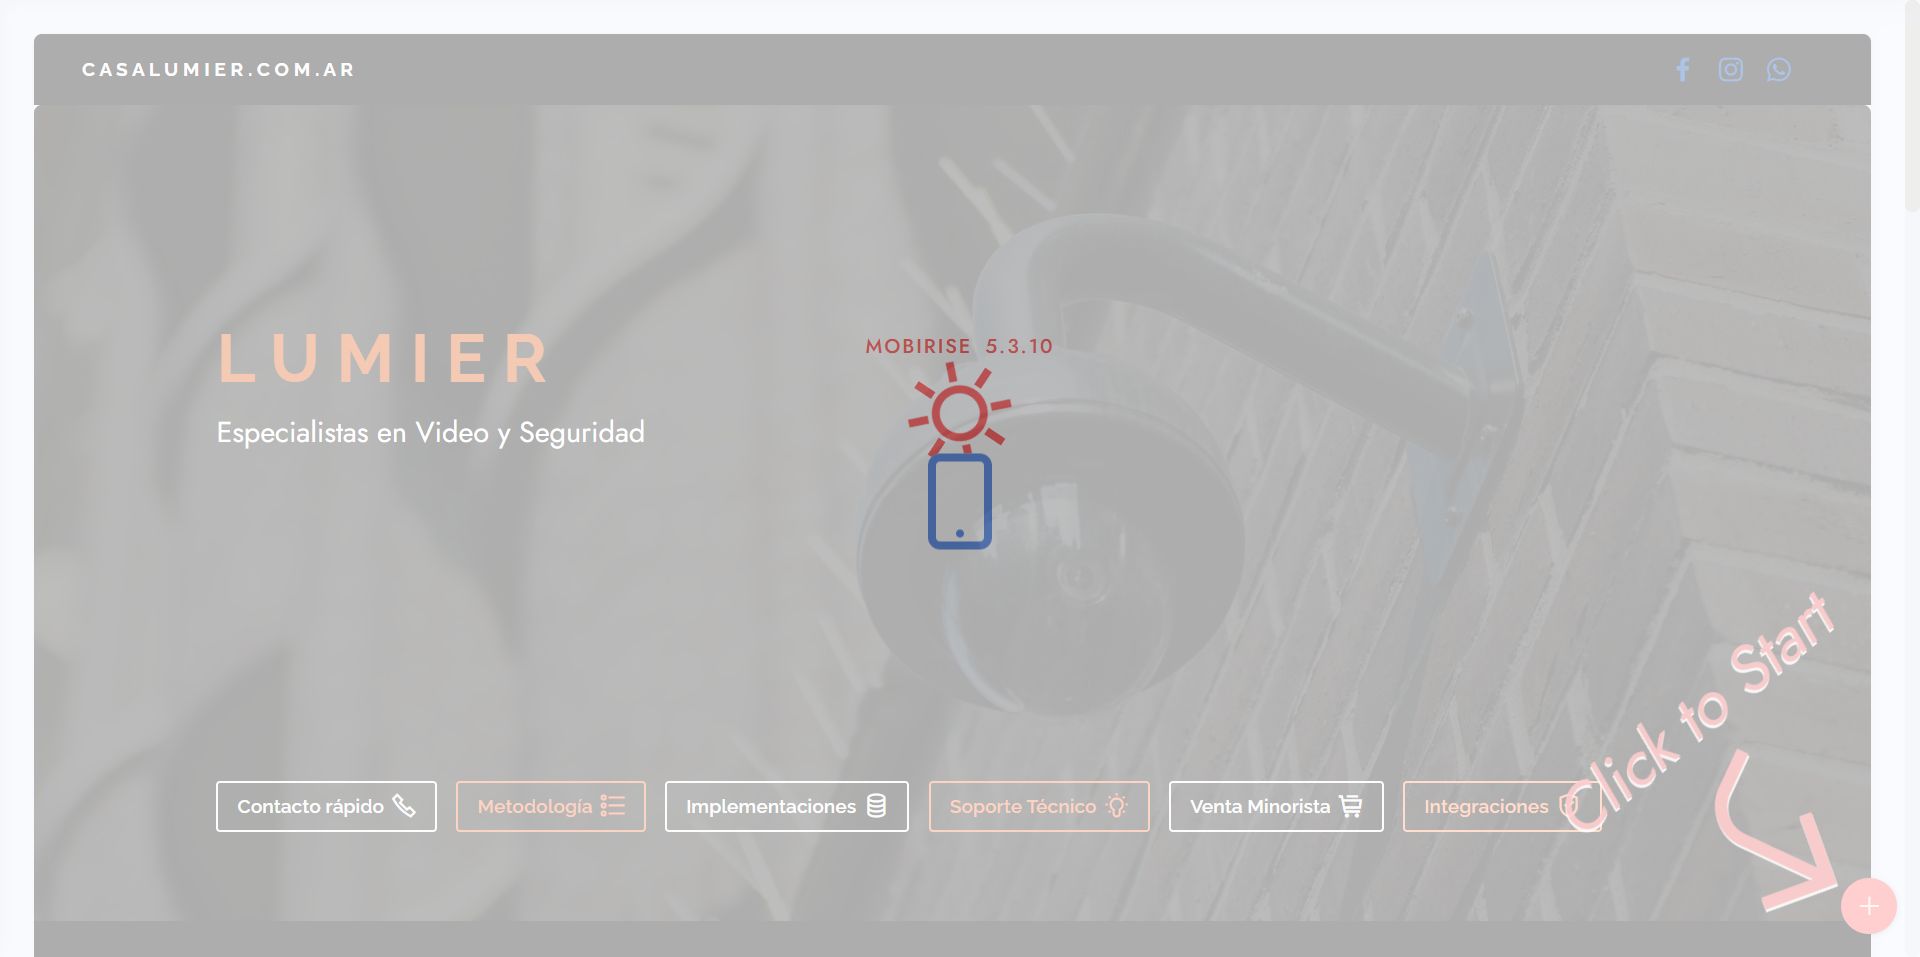 CASALUMIER.COM.AR
LUMIER
Especialistas en Video y Seguridad
MOBIRISE 5.3.10
Contacto rápido
Metodología
Implementaciones
Soporte Técnico
Venta Minorista
Integraciones
Click to Start